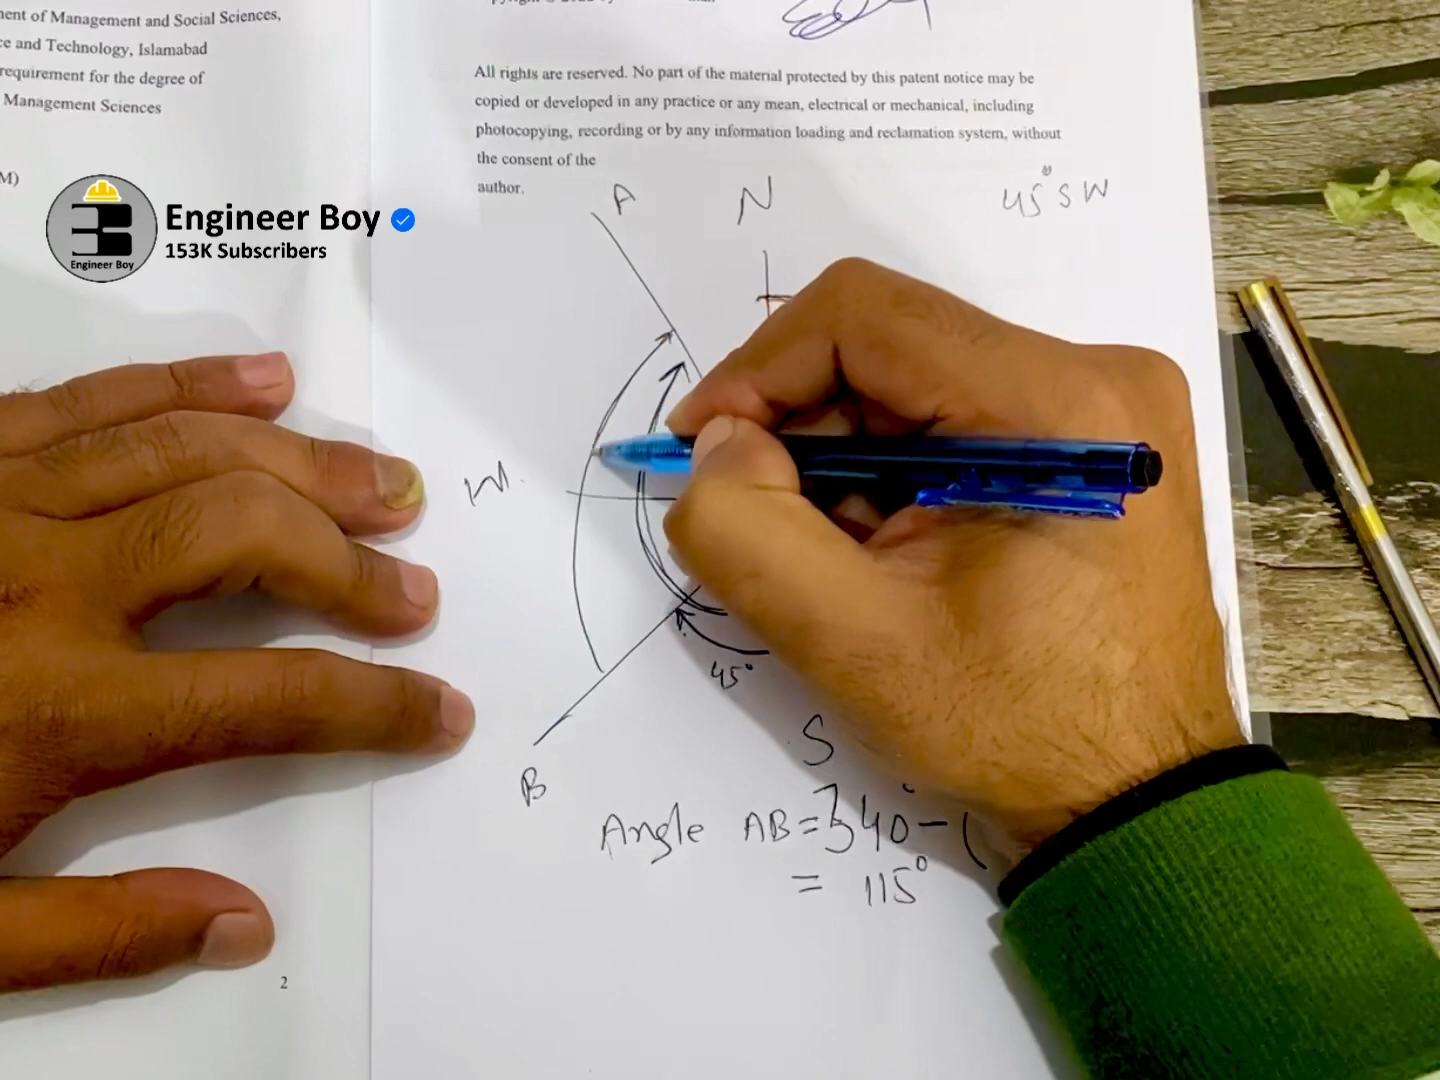 ment of Management and Social Sciences,
ce and Technology, Islamabad
requirement for the degree of
Management Sciences
M)
Engineer Boy
153K Subscribers
Engineer Boy
2
All rights are reserved. No part of the material protected by this patent notice may be
copied or developed in any practice or any mean, electrical or mechanical, including
photocopying, recording or by any information loading and reclamation system, without
the consent of the
author.
A
N
45° SW
W
45°
S
B
Angle AB = 340° - (
= 115°